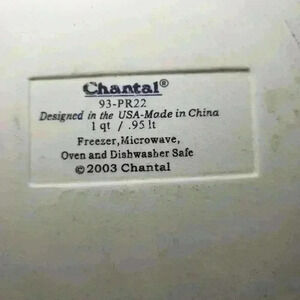 Chantal®
93-PR22
Designed in the USA-Made in China
1 qt / .95 lt
Freezer,Microwave,
Oven and Dishwasher Safe
©2003 Chantal